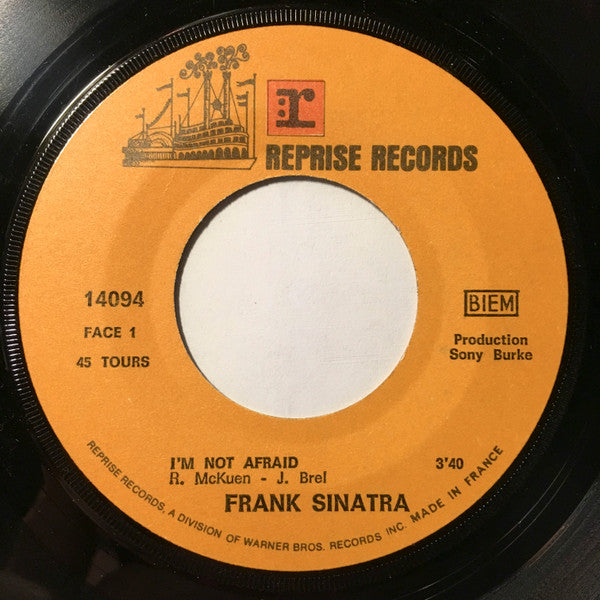 r
REPRISE RECORDS
14094
FACE 1
45 TOURS
BIEM
Production
Sony Burke
I'M NOT AFRAID 3'40
R. McKuen - J. Brel
FRANK SINATRA
REPRISE RECORDS, A DIVISION OF WARNER BROS. RECORDS INC. MADE IN FRANCE